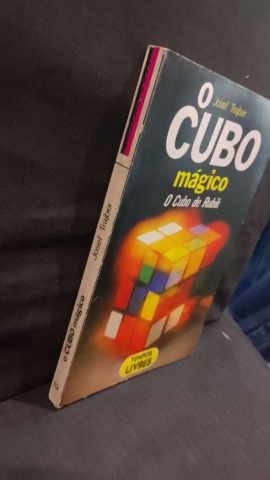 Josef Trajber
O CUBO
mágico
O Cubo de Rubik
TEMPOS
LIVRES
Josef Trajber
O CUBO mágico